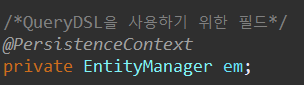 /*QueryDSL을 사용하기 위한 필드*/
@PersistenceContext
private EntityManager em;